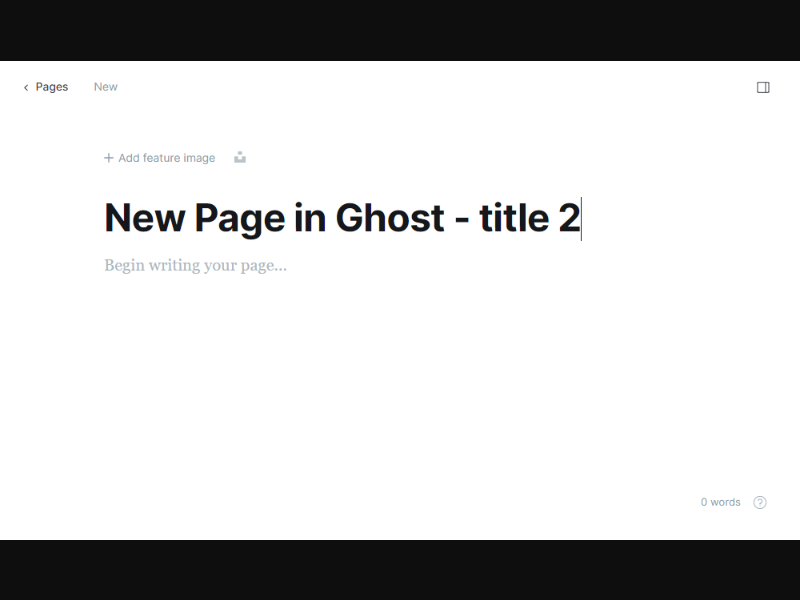 Pages New
Add feature image
New Page in Ghost - title 2
Begin writing your page...
0 words ?